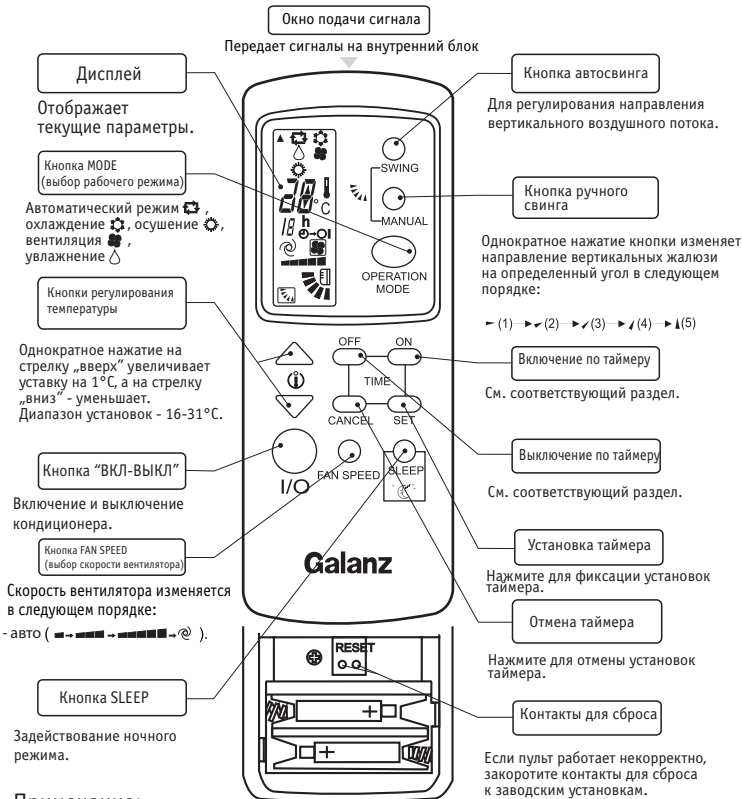 Окно подачи сигнала
Передает сигналы на внутренний блок
Дисплей
Отображает
текущие параметры.
Кнопка MODE
(выбор рабочего режима)
Автоматический режим ,
охлаждение , осушение ,
вентиляция ,
увлажнение
Кнопки регулирования
температуры
Однократное нажатие на
стрелку „вверх” увеличивает
уставку на 1°C, а на стрелку
„вниз” - уменьшает.
Диапазон установок - 16-31°C.
Кнопка “ВКЛ-ВЫКЛ”
Включение и выключение
кондиционера.
Кнопка FAN SPEED
(выбор скорости вентилятора)
Скорость вентилятора изменяется
в следующем порядке:
- авто ( ).
Кнопка SLEEP
Задействование ночного
режима.
°C
18 h
SWING
MANUAL
OPERATION
MODE
OFF ON
TIME
CANCEL SET
I/O
FAN SPEED
SLEEP
Galanz
RESET
+
+
Кнопка автосвинга
Для регулирования направления
вертикального воздушного потока.
Кнопка ручного
свинга
Однократное нажатие кнопки изменяет
направление вертикальных жалюзи
на определенный угол в следующем
порядке:
(1) (2) (3) (4) (5)
Включение по таймеру
См. соответствующий раздел.
Выключение по таймеру
См. соответствующий раздел.
Установка таймера
Нажмите для фиксации установок
таймера.
Отмена таймера
Нажмите для отмены установок
таймера.
Контакты для сброса
Если пульт работает некорректно,
закоротите контакты для сброса
к заводским установкам.